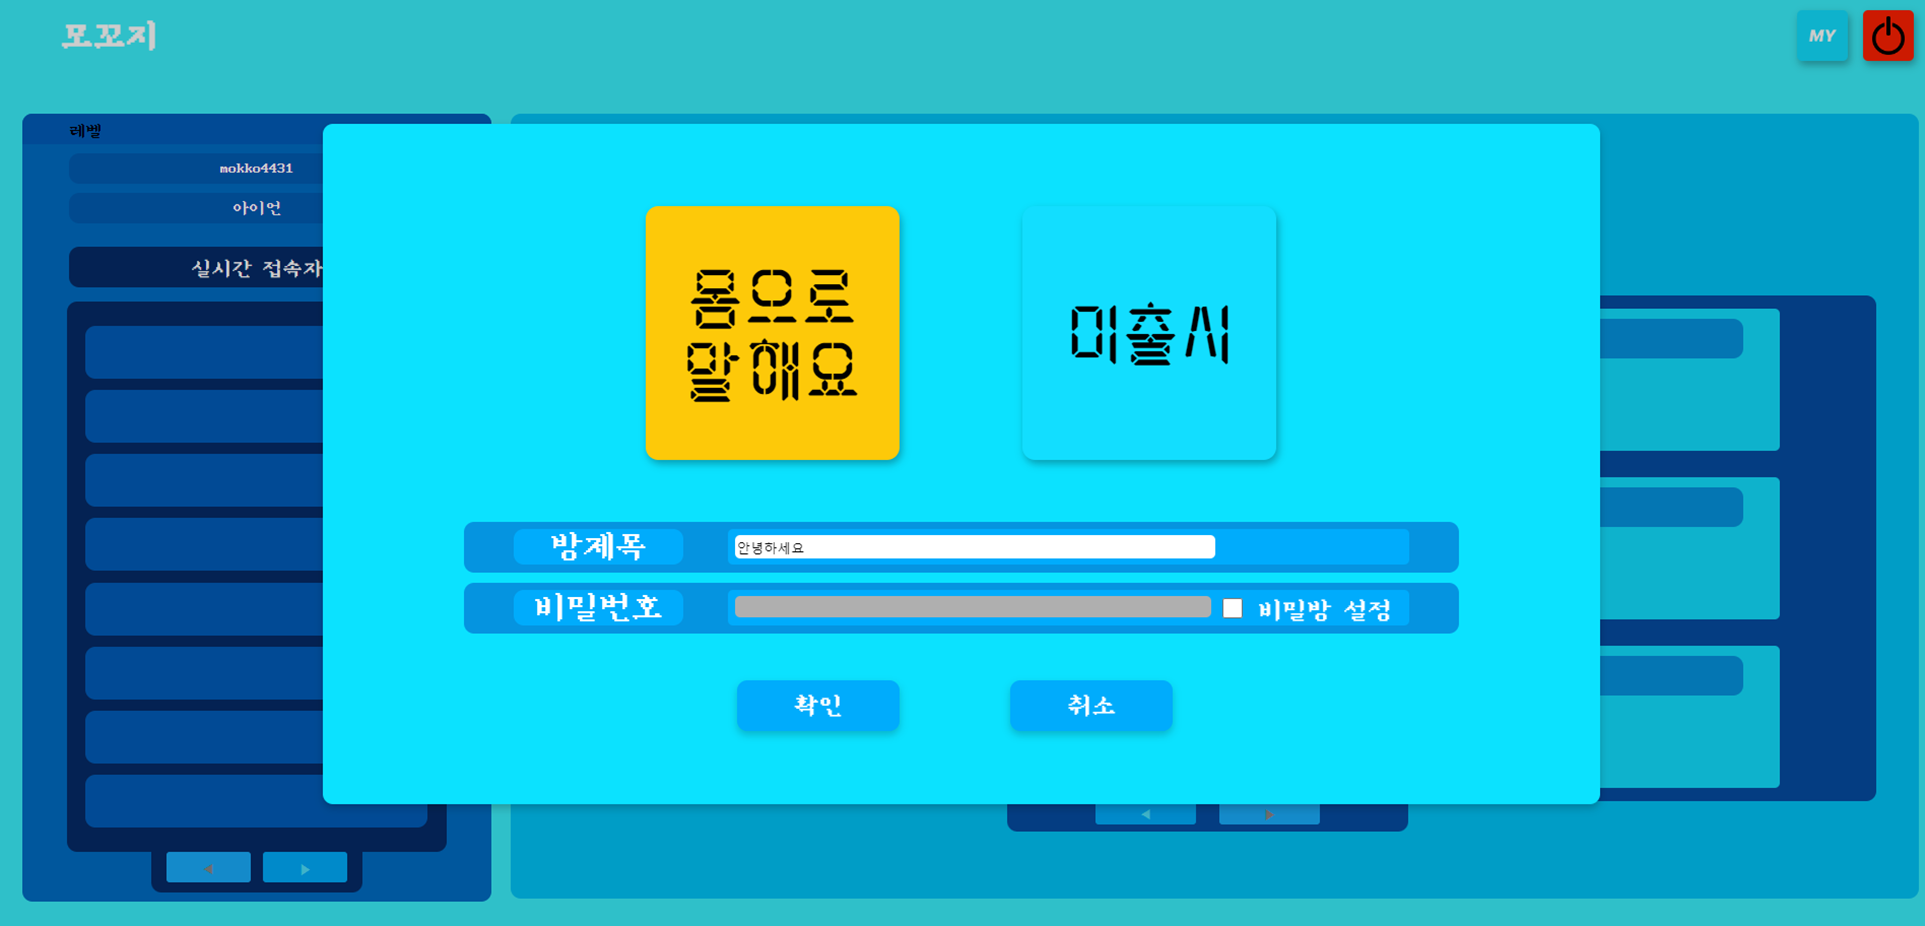 포꼬지
MY
레벨
mokko4431
아이언
실시간 접속자
몸으로
말해요
미출시
방제목
안녕하세요
비밀번호
비밀방 설정
확인
취소